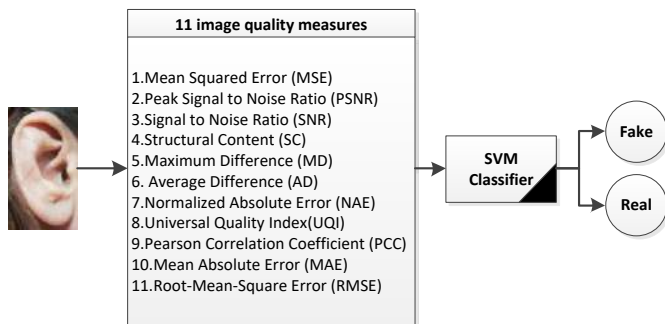 11 image quality measures
1.Mean Squared Error (MSE)
2.Peak Signal to Noise Ratio (PSNR)
3.Signal to Noise Ratio (SNR)
4.Structural Content (SC)
5.Maximum Difference (MD)
6. Average Difference (AD)
7.Normalized Absolute Error (NAE)
8.Universal Quality Index(UQI)
9.Pearson Correlation Coefficient (PCC)
10.Mean Absolute Error (MAE)
11.Root-Mean-Square Error (RMSE)
SVM
Classifier
Fake
Real